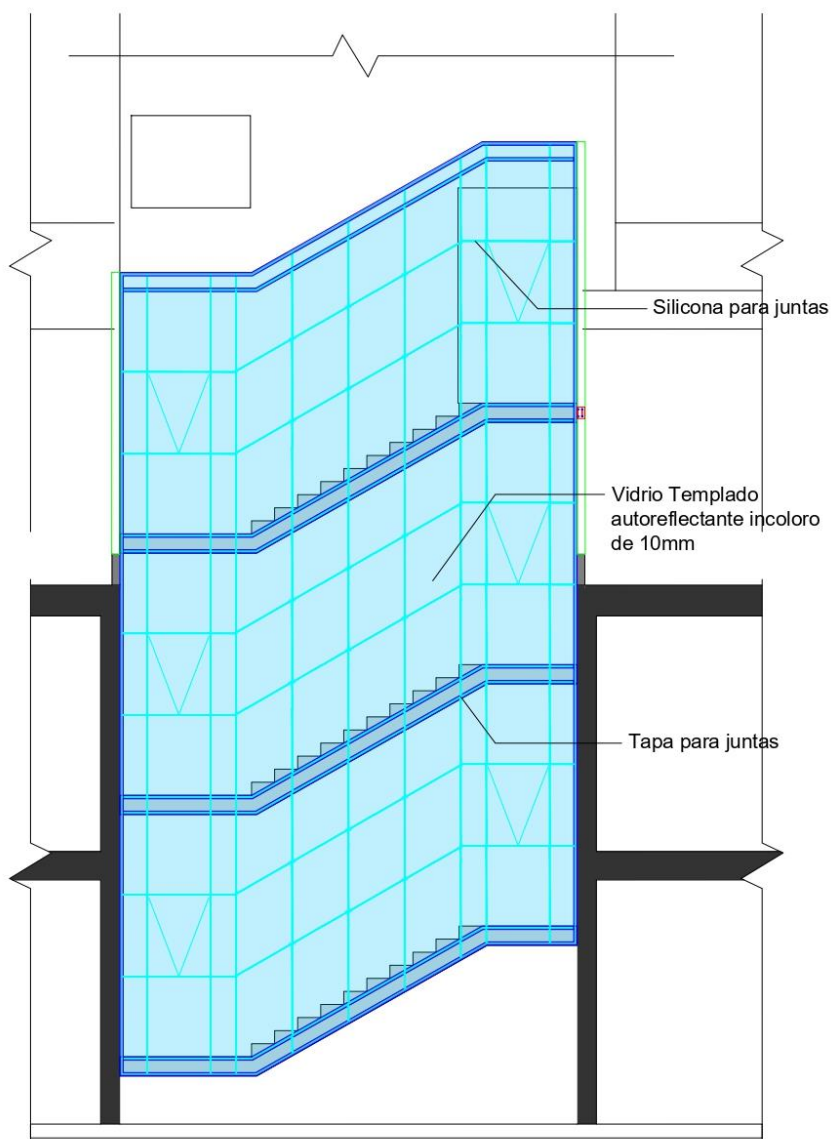 Silicona para juntas
Vidrio Templado
autoreflectante incoloro
de 10mm
Tapa para juntas